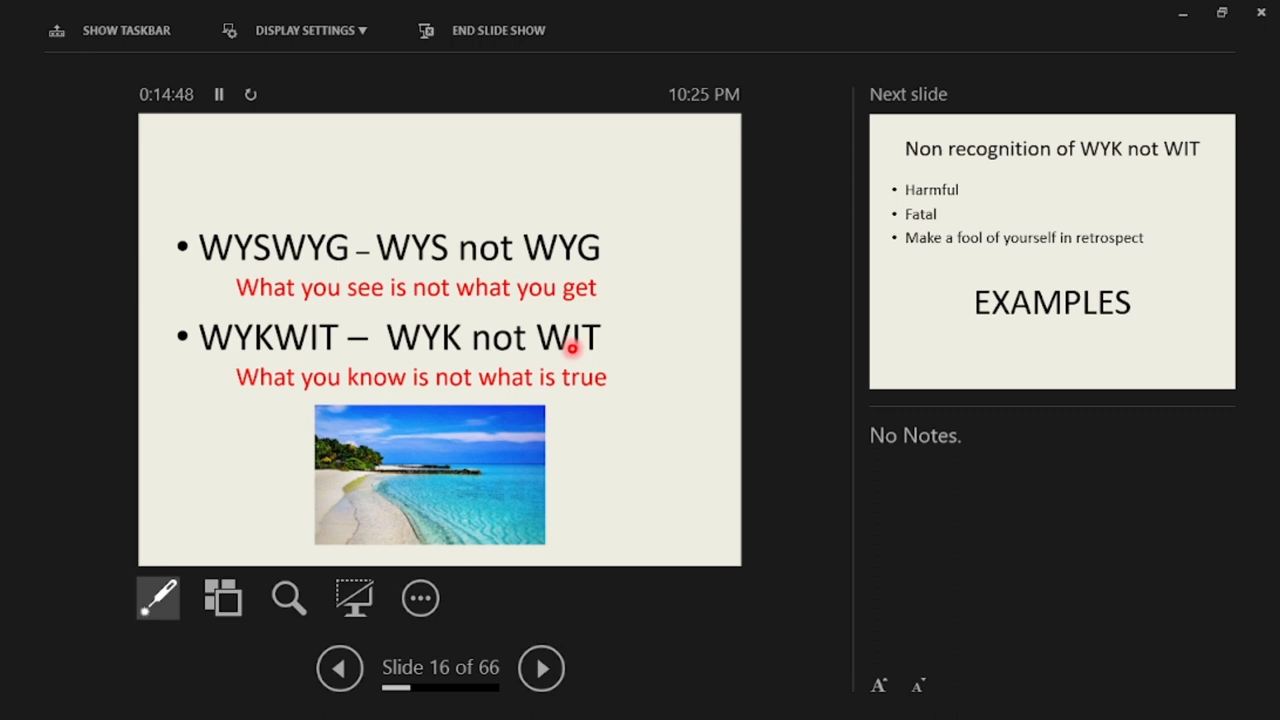 SHOW TASKBAR
DISPLAY SETTINGS ▼
END SLIDE SHOW
0:14:48
10:25 PM
• WYSWYG – WYS not WYG
What you see is not what you get
• WYKWIT – WYK not WIT
What you know is not what is true
Slide 16 of 66
Next slide
Non recognition of WYK not WIT
• Harmful
• Fatal
• Make a fool of yourself in retrospect
EXAMPLES
No Notes.
A A